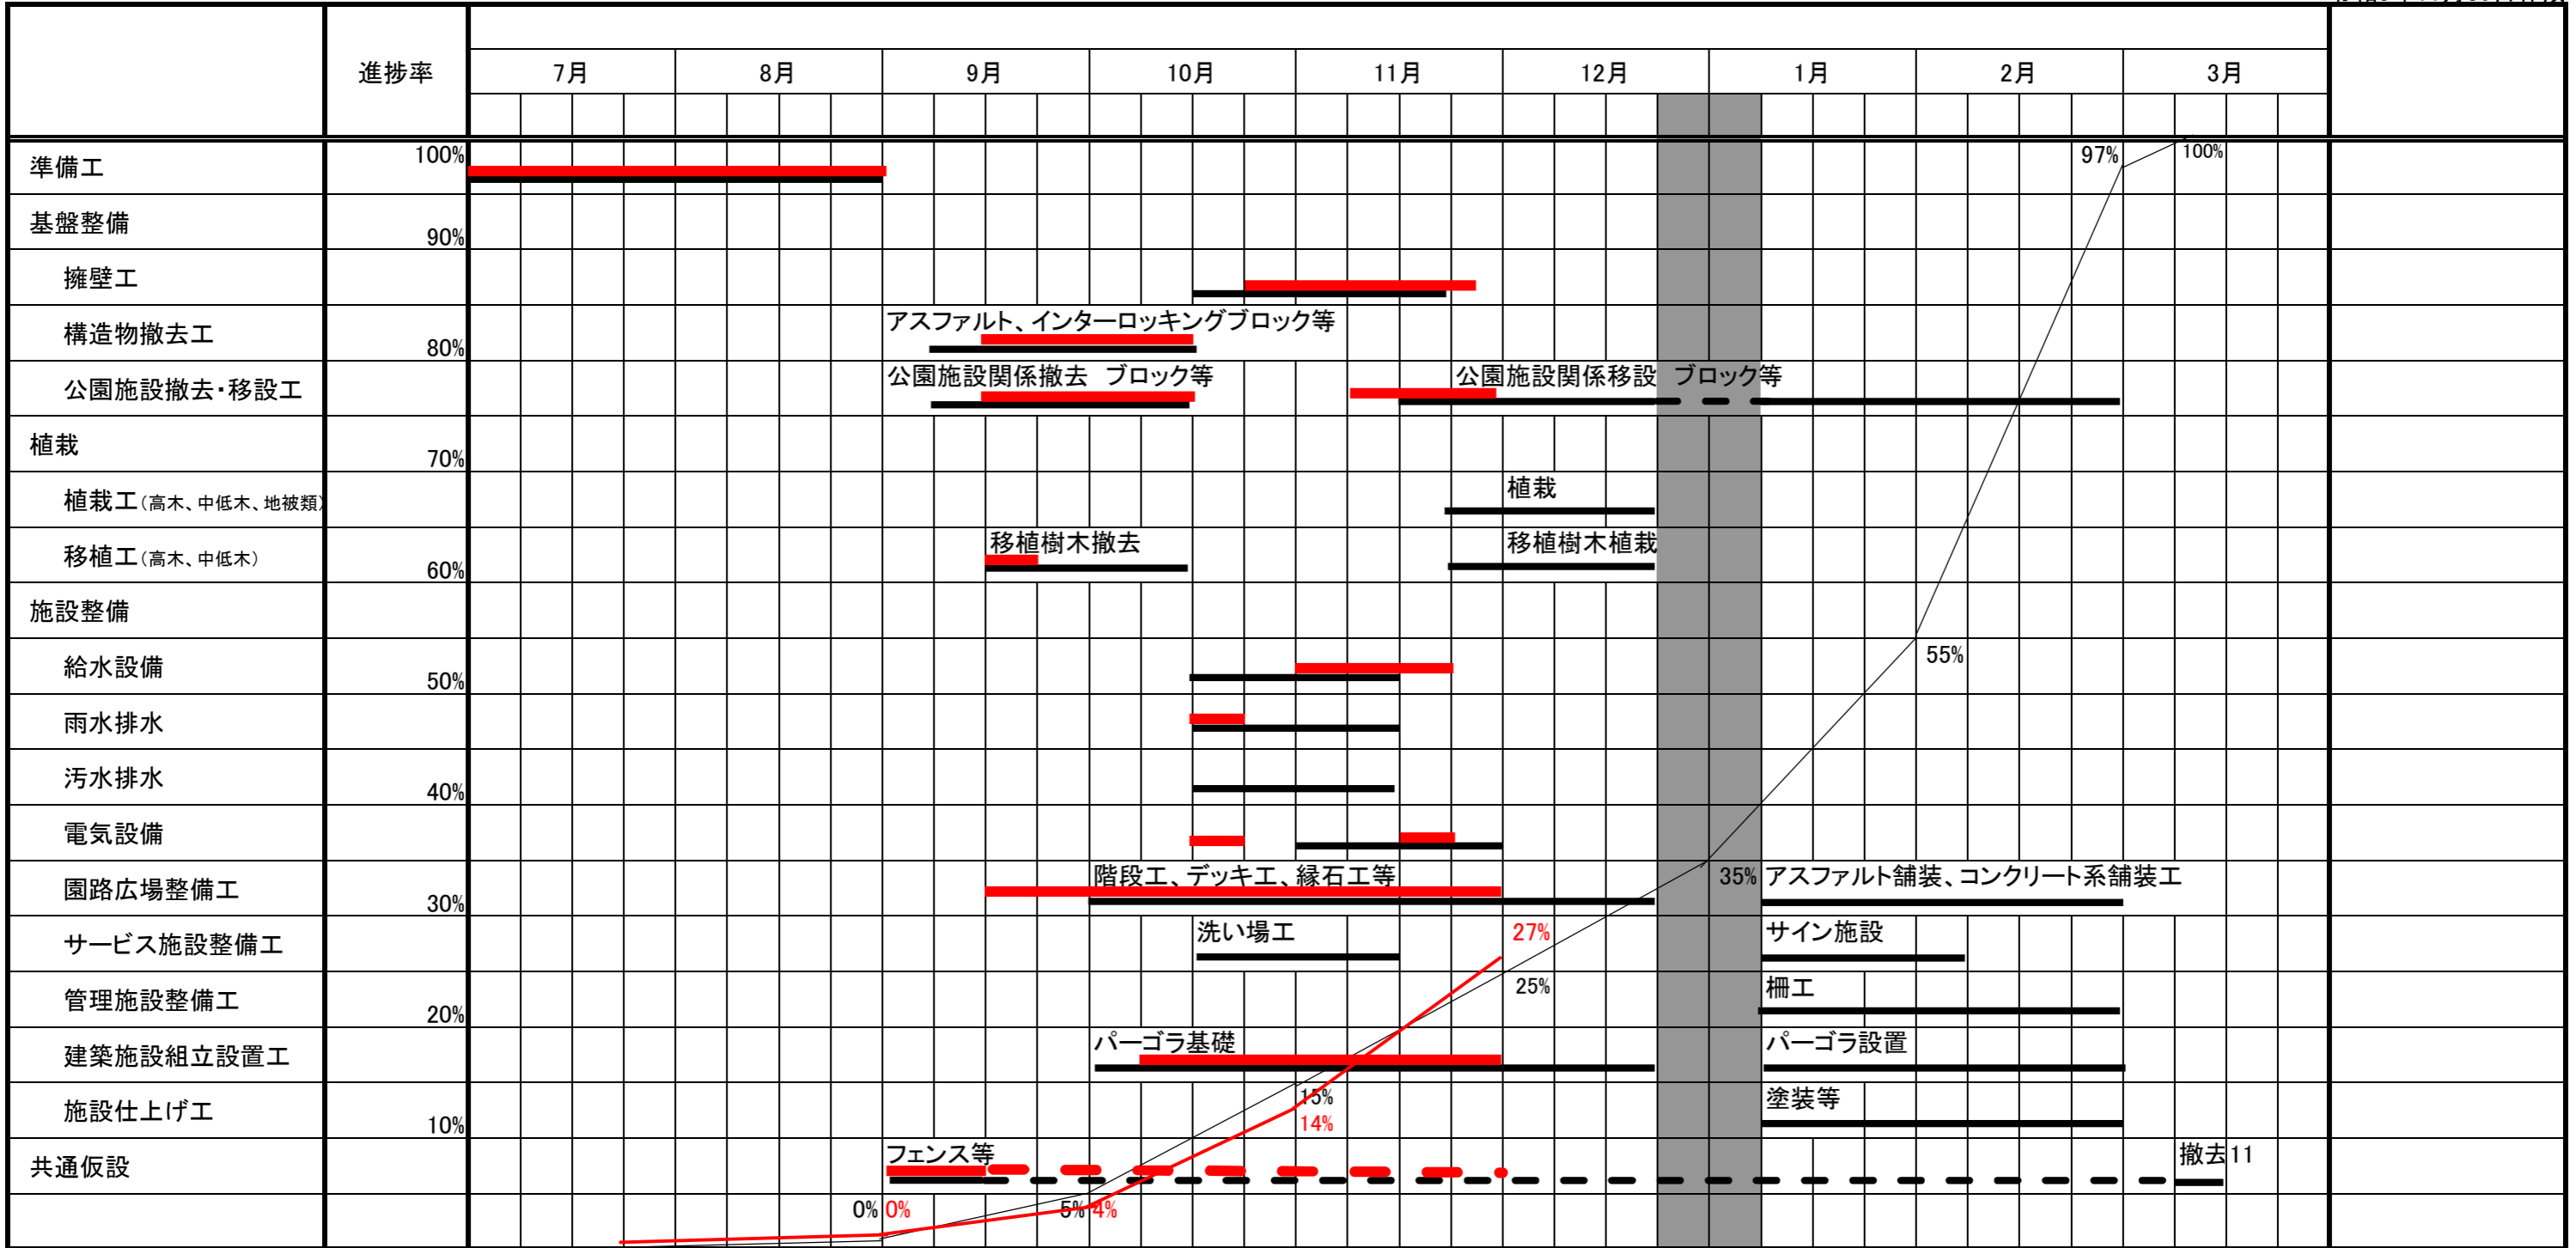 進捗率 7月 8月 9月 10月 11月 12月 1月 2月 3月
準備工 100% 97% 100%
基盤整備 90%
擁壁工
アスファルト、インターロッキングブロック等
構造物撤去工 80%
公園施設関係撤去 ブロック等 公園施設関係移設 ブロック等
公園施設撤去・移設工
植栽 70%
植栽
植栽工(高木、中低木、地被類)
移植樹木撤去 移植樹木植栽
移植工(高木、中低木) 60%
施設整備
給水設備 50% 55%
雨水排水
汚水排水 40%
電気設備
階段工、デッキ工、縁石工等 35% アスファルト舗装、コンクリート系舗装工
園路広場整備工 30%
洗い場工 27% サイン施設
サービス施設整備工
25% 柵工
管理施設整備工 20%
パーゴラ基礎 パーゴラ設置
建築施設組立設置工
15% 塗装等
施設仕上げ工 10% 14%
フェンス等 撤去11
共通仮設
0% 0% 5% 4%